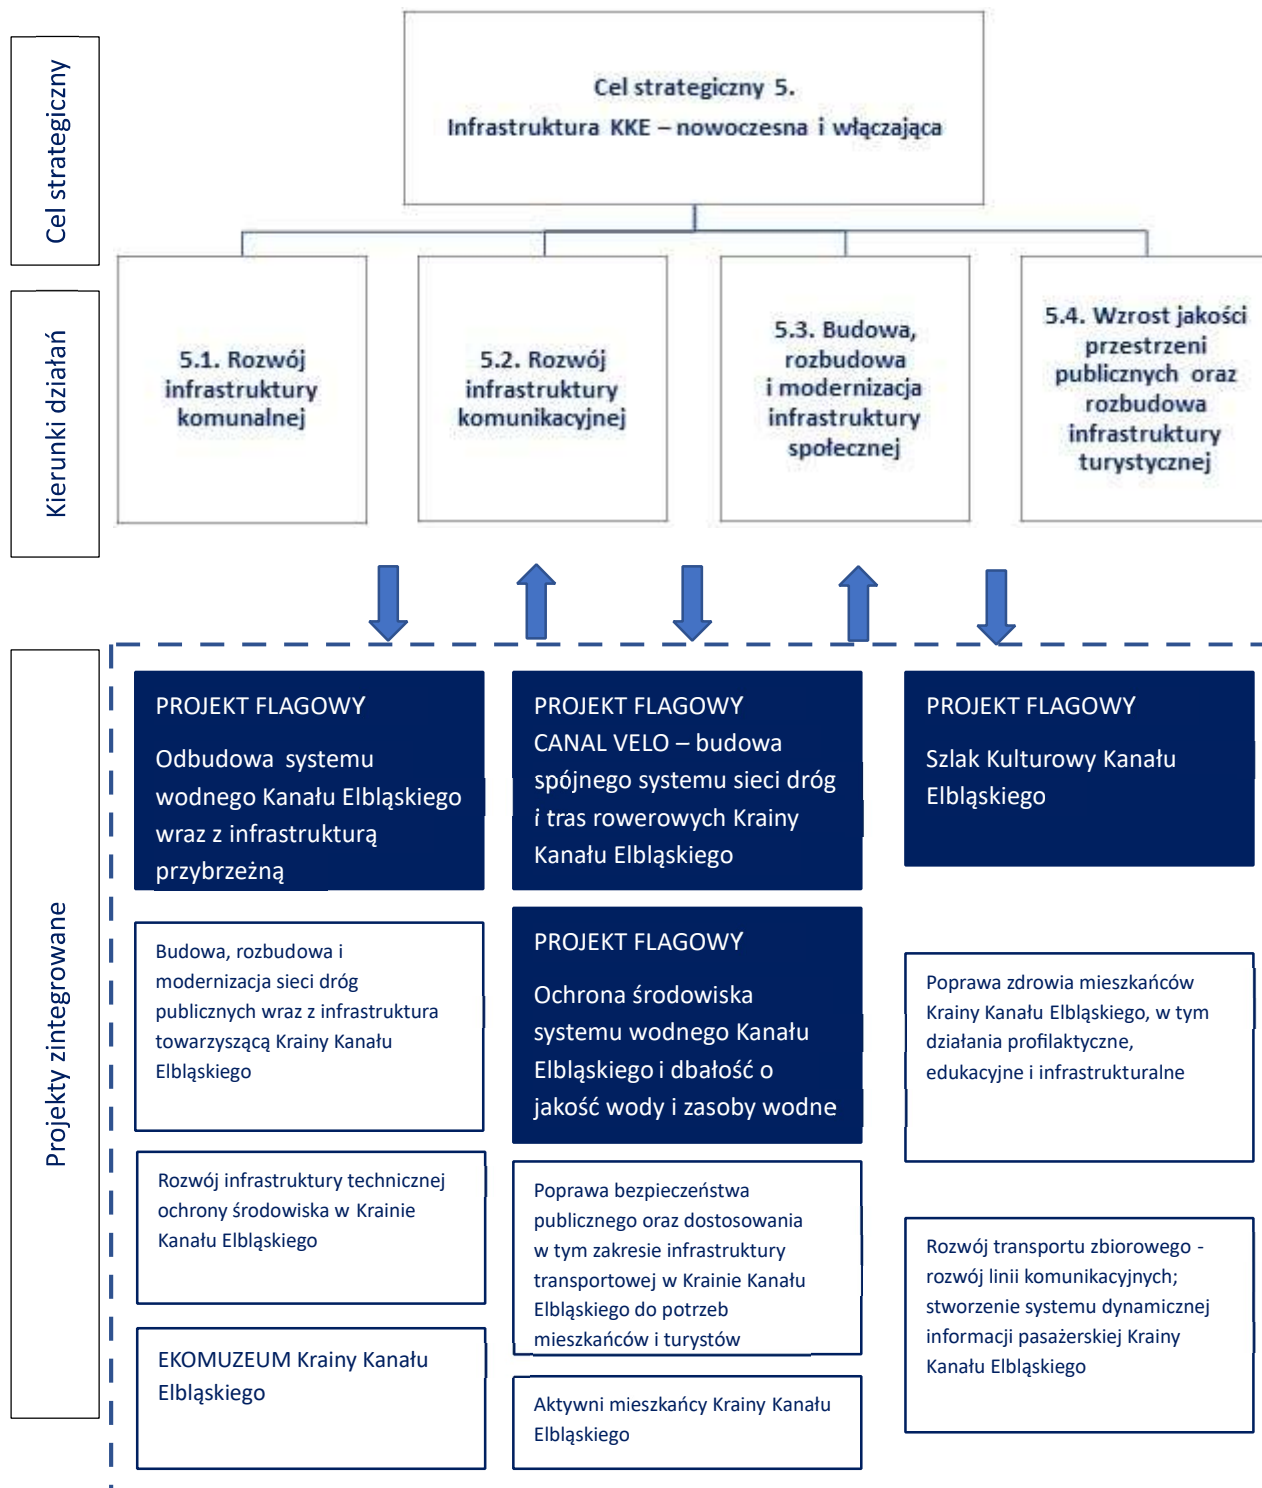 Cel strategiczny
Cel strategiczny 5.
Infrastruktura KKE – nowoczesna i włączająca
Kierunki działań
5.1. Rozwój
infrastruktury
komunalnej
5.2. Rozwój
infrastruktury
komunikacyjnej
5.3. Budowa,
rozbudowa
i modernizacja
infrastruktury
społecznej
5.4. Wzrost jakości
przestrzeni
publicznych oraz
rozbudowa
infrastruktury
turystycznej
Projekty zintegrowane
PROJEKT FLAGOWY
Odbudowa systemu
wodnego Kanału Elbląskiego
wraz z infrastrukturą
przybrzeżną
PROJEKT FLAGOWY
CANAL VELO – budowa
spójnego systemu sieci dróg
i tras rowerowych Krainy
Kanału Elbląskiego
PROJEKT FLAGOWY
Szlak Kulturowy Kanału
Elbląskiego
Budowa, rozbudowa i
modernizacja sieci dróg
publicznych wraz z infrastruktura
towarzyszącą Krainy Kanału
Elbląskiego
PROJEKT FLAGOWY
Ochrona środowiska
systemu wodnego Kanału
Elbląskiego i dbałość o
jakość wody i zasoby wodne
Poprawa zdrowia mieszkańców
Krainy Kanału Elbląskiego, w tym
działania profilaktyczne,
edukacyjne i infrastrukturalne
Rozwój infrastruktury technicznej
ochrony środowiska w Krainie
Kanału Elbląskiego
Poprawa bezpieczeństwa
publicznego oraz dostosowania
w tym zakresie infrastruktury
transportowej w Krainie Kanału
Elbląskiego do potrzeb
mieszkańców i turystów
Rozwój transportu zbiorowego -
rozwój linii komunikacyjnych;
stworzenie systemu dynamicznej
informacji pasażerskiej Krainy
Kanału Elbląskiego
EKOMUZEUM Krainy Kanału
Elbląskiego
Aktywni mieszkańcy Krainy Kanału
Elbląskiego